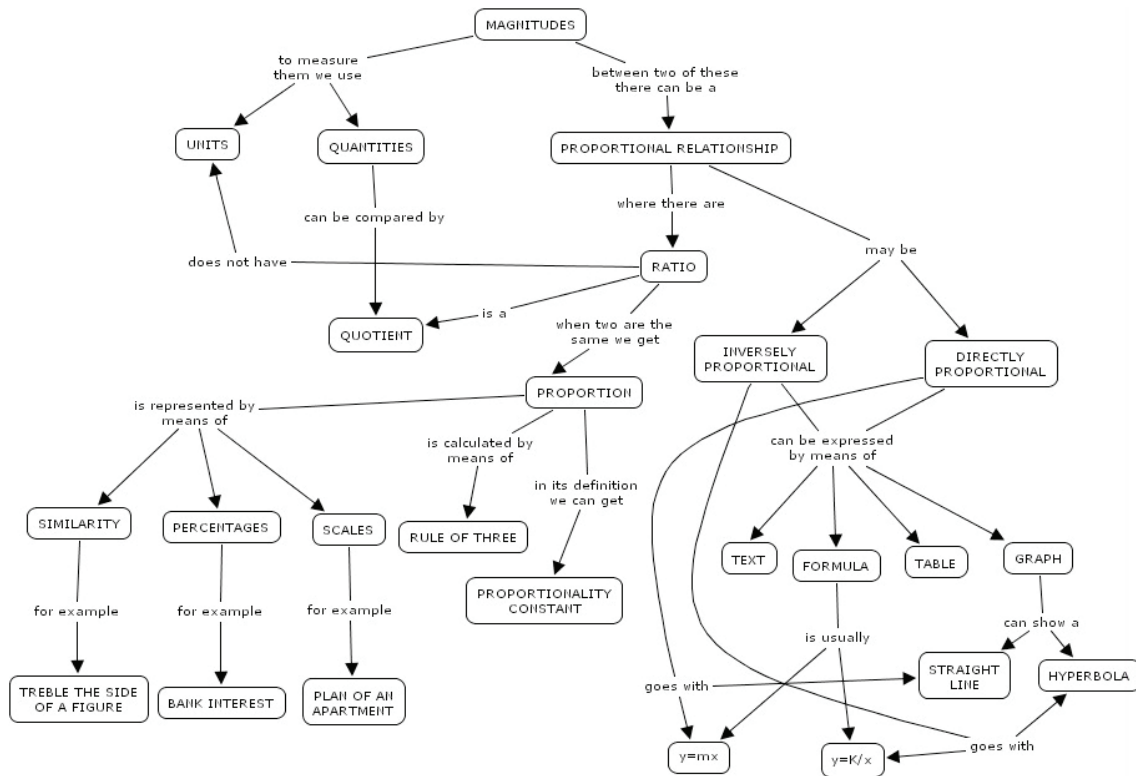 MAGNITUDES
to measure
them we use
between two of these
there can be a
UNITS
QUANTITIES
PROPORTIONAL RELATIONSHIP
can be compared by
where there are
does not have
RATIO
may be
is a
QUOTIENT
when two are the
same we get
INVERSELY
PROPORTIONAL
DIRECTLY
PROPORTIONAL
PROPORTION
is represented by
means of
is calculated by
means of
can be expressed
by means of
in its definition
we can get
SIMILARITY
PERCENTAGES
SCALES
RULE OF THREE
TEXT
FORMULA
TABLE
GRAPH
PROPORTIONALITY
CONSTANT
for example
for example
for example
is usually
can show a
TREBLE THE SIDE
OF A FIGURE
BANK INTEREST
PLAN OF AN
APARTMENT
goes with
STRAIGHT
LINE
HYPERBOLA
y=mx
y=K/x
goes with